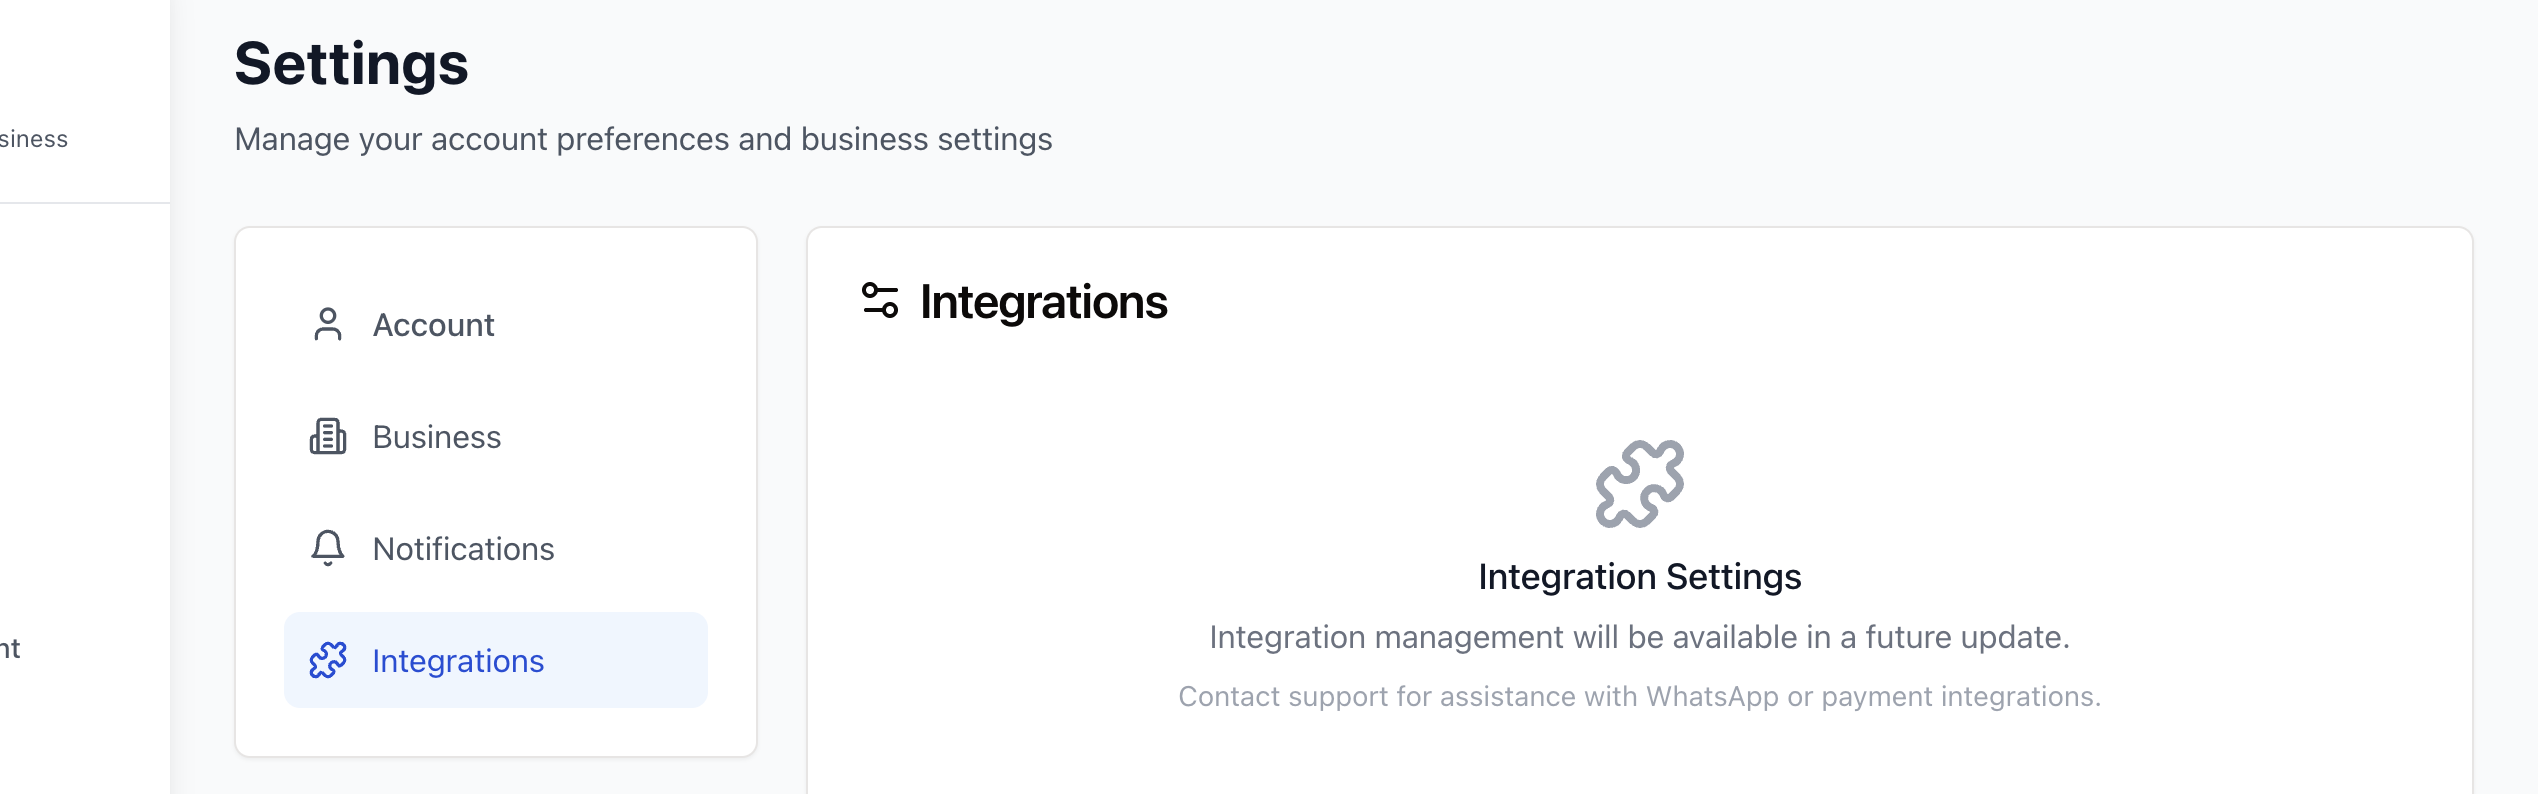 Settings
Manage your account preferences and business settings
siness
Account
Business
Notifications
Integrations
nt
Integrations
Integration Settings
Integration management will be available in a future update.
Contact support for assistance with WhatsApp or payment integrations.